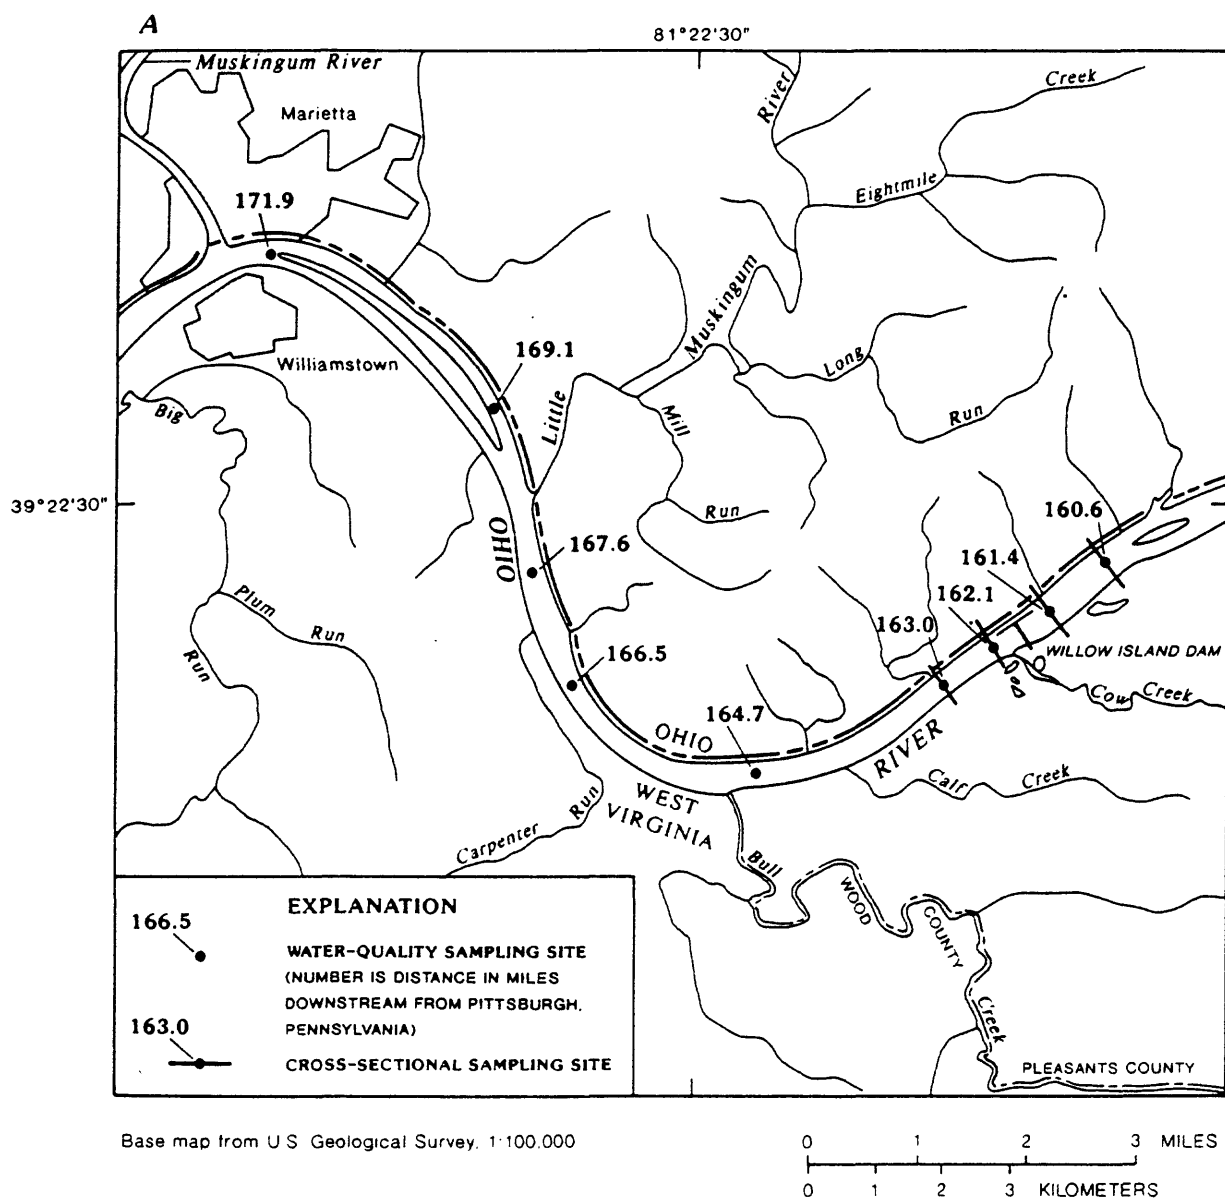 A
81°22'30"
Muskingum River
Marietta
River
Creek
Eightmile
171.9
Muskingum
Williamstown
169.1
Little
Long
Big
Mill
Run
39°22'30"
Run
160.6
OHIO
167.6
161.4
162.1
Plum
Run
163.0
Run
166.5
WILLOW ISLAND DAM
Cow Creek
164.7
OHIO
RIVER
WEST
VIRGINIA
Calf Creek
Carpenter Run
Bull
WOOD
COUNTY
Creek
PLEASANTS COUNTY
EXPLANATION
166.5
WATER-QUALITY SAMPLING SITE
(NUMBER IS DISTANCE IN MILES
DOWNSTREAM FROM PITTSBURGH,
PENNSYLVANIA)
163.0
CROSS-SECTIONAL SAMPLING SITE
Base map from U S Geological Survey, 1:100,000
0 1 2 3 MILES
0 1 2 3 KILOMETERS